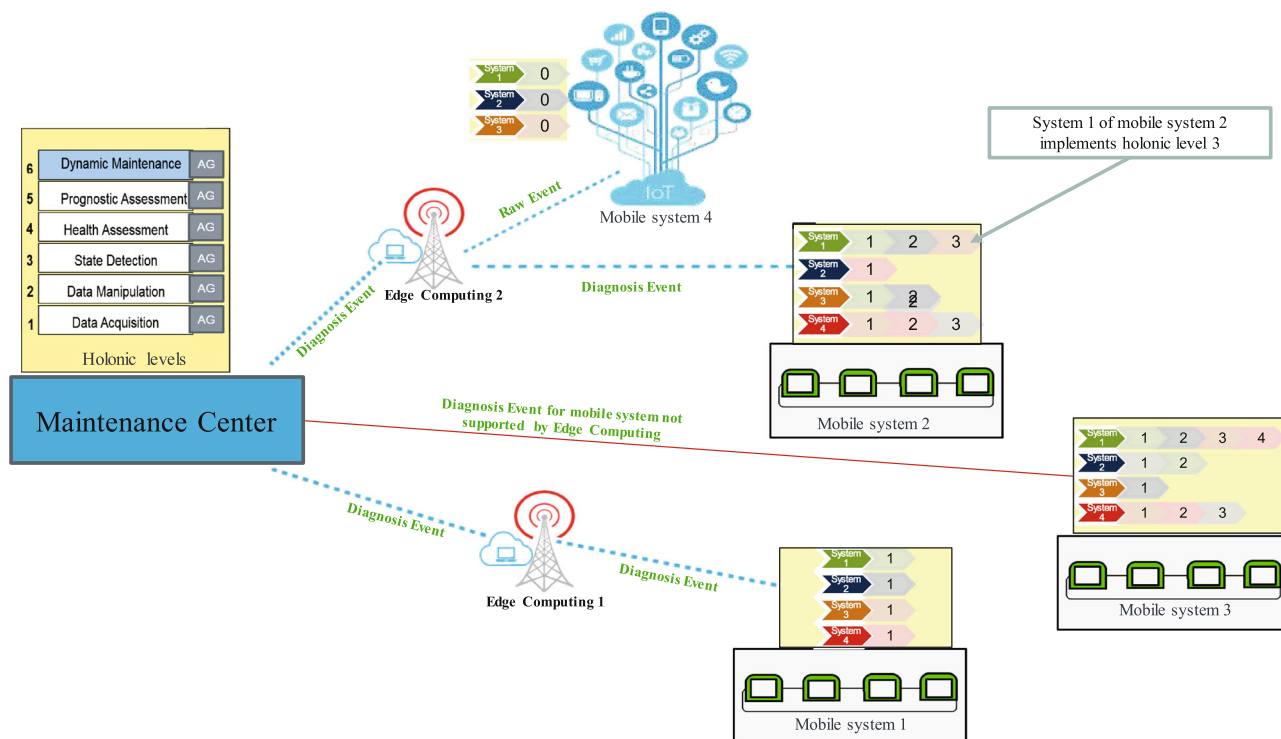 System 1 0
System 2 0
System 3 0
IoT
Mobile system 4
System 1 of mobile system 2
implements holonic level 3
6 Dynamic Maintenance AG
5 Prognostic Assessment AG
4 Health Assessment AG
3 State Detection AG
2 Data Manipulation AG
1 Data Acquisition AG
Holonic levels
Maintenance Center
Raw Event
Diagnosis Event
Edge Computing 2
Diagnosis Event
System 1 1 2 3
System 2 1
System 3 1 2
2
System 4 1 2 3
Mobile system 2
Diagnosis Event for mobile system not
supported by Edge Computing
System 1 1 2 3 4
System 2 1 2
System 3 1
System 4 1 2 3
Mobile system 3
Diagnosis Event
Edge Computing 1
Diagnosis Event
System 1 1
System 2 1
System 3 1
System 4 1
Mobile system 1